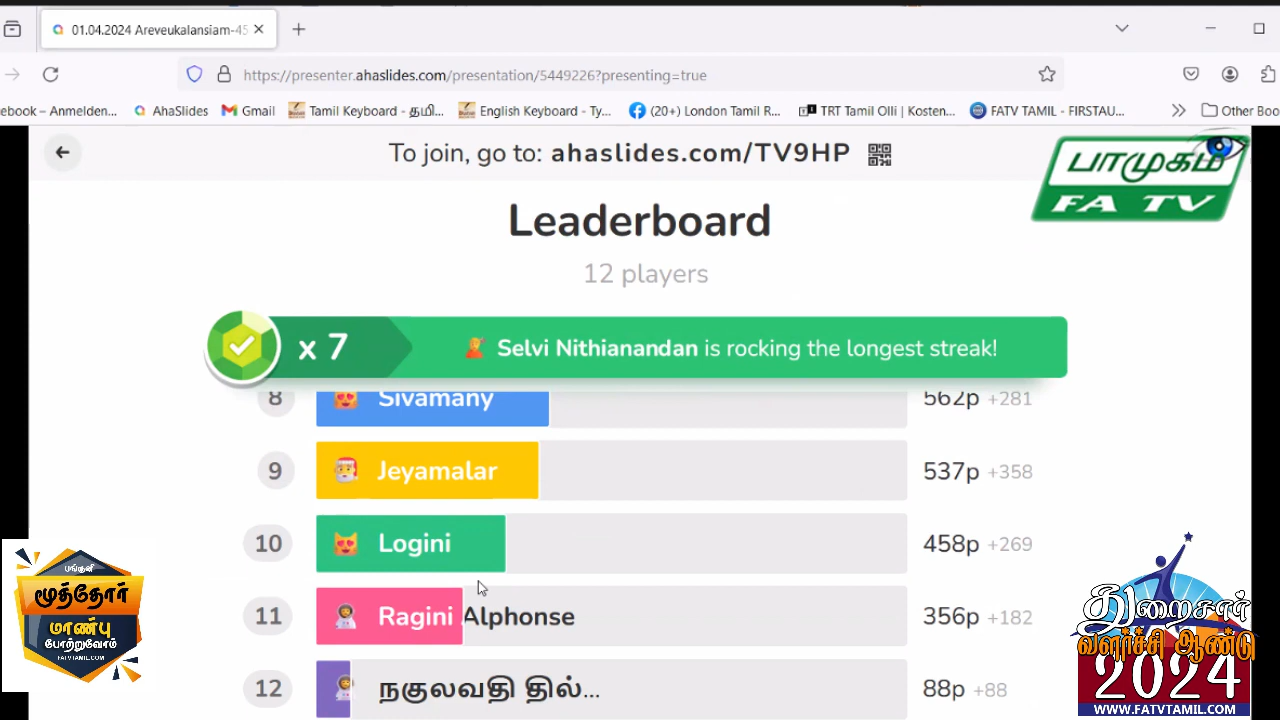 01.04.2024 Areveukalansiam-45
https://presenter.ahaslides.com/presentation/5449226?presenting=true
cebook – Anmelden... AhaSlides Gmail Tamil Keyboard - தமி... English Keyboard - Ty... (20+) London Tamil R... TRT Tamil Olli | Kosten... FATV TAMIL - FIRSTAU... Other Boo
To join, go to: ahaslides.com/TV9HP
பாமுகம்
FA TV
Leaderboard
12 players
x 7 Selvi Nithianandan is rocking the longest streak!
8 Sivamany 562p +281
9 Jeyamalar 537p +358
10 Logini 458p +269
11 Ragini Alphonse 356p +182
12 நகுலவதி தில்... 88p +88
பங்குனி
மூத்தோர்
மாண்பு
போற்றுவோம்
FATVTAMIL.COM
துறைசார்
வளர்ச்சி ஆண்டு
2024
WWW.FATVTAMIL.COM